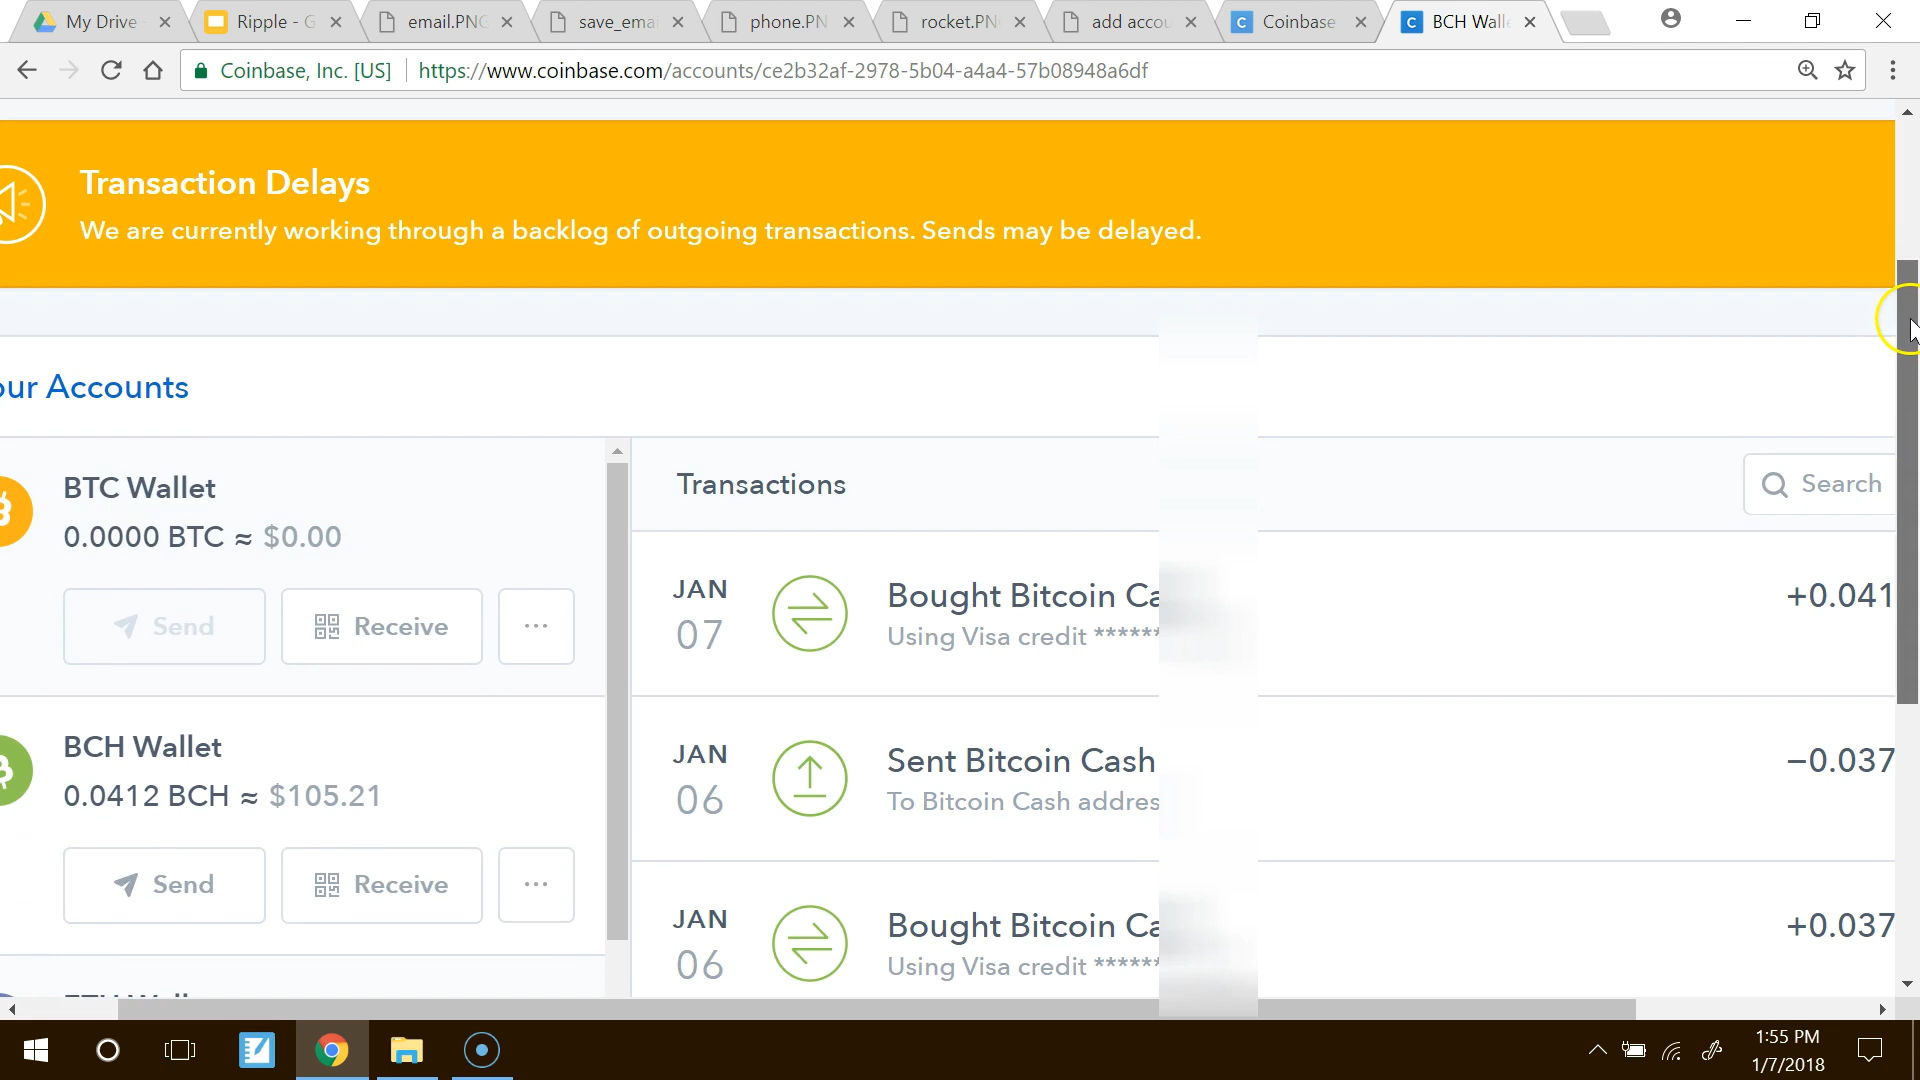 My Drive
Ripple - G
email.PNG
save_ema
phone.PN
rocket.PN
add accou
Coinbase
BCH Walle
Coinbase, Inc. [US]
https://www.coinbase.com/accounts/ce2b32af-2978-5b04-a4a4-57b08948a6df
Transaction Delays
We are currently working through a backlog of outgoing transactions. Sends may be delayed.
our Accounts
BTC Wallet
0.0000 BTC ≈ $0.00
Send
Receive
...
BCH Wallet
0.0412 BCH ≈ $105.21
Send
Receive
...
Transactions
Search
JAN
07
Bought Bitcoin Ca
Using Visa credit ******
+0.041
JAN
06
Sent Bitcoin Cash
To Bitcoin Cash addres
-0.037
JAN
06
Bought Bitcoin Ca
Using Visa credit ******
+0.037
1:55 PM
1/7/2018